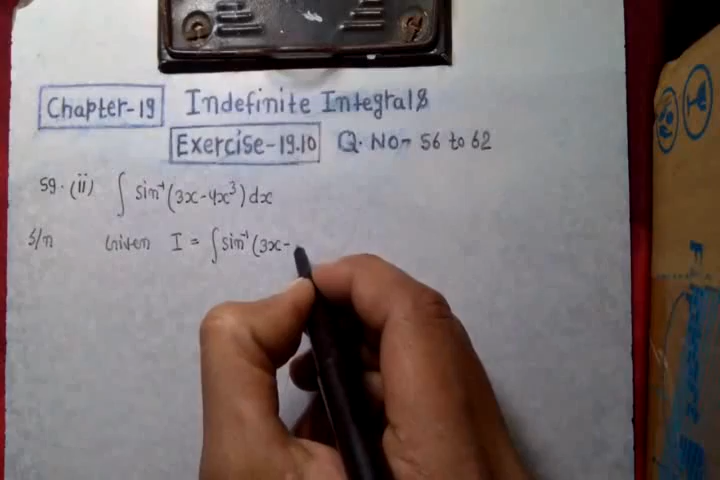 Chapter-19 Indefinite Integrals
Exercise-19.10 Q. No- 56 to 62
59. (ii) ∫ sin⁻¹(3x-4x³) dx
S/n Given I = ∫ sin⁻¹(3x-